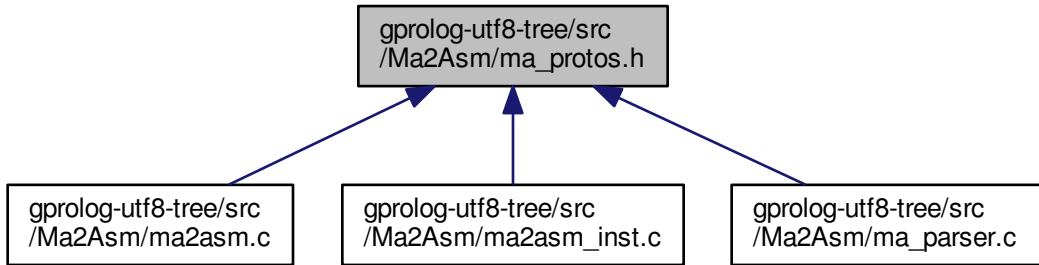 gprolog-utf8-tree/src
/Ma2Asm/ma_protos.h
gprolog-utf8-tree/src
/Ma2Asm/ma2asm.c
gprolog-utf8-tree/src
/Ma2Asm/ma2asm_inst.c
gprolog-utf8-tree/src
/Ma2Asm/ma_parser.c